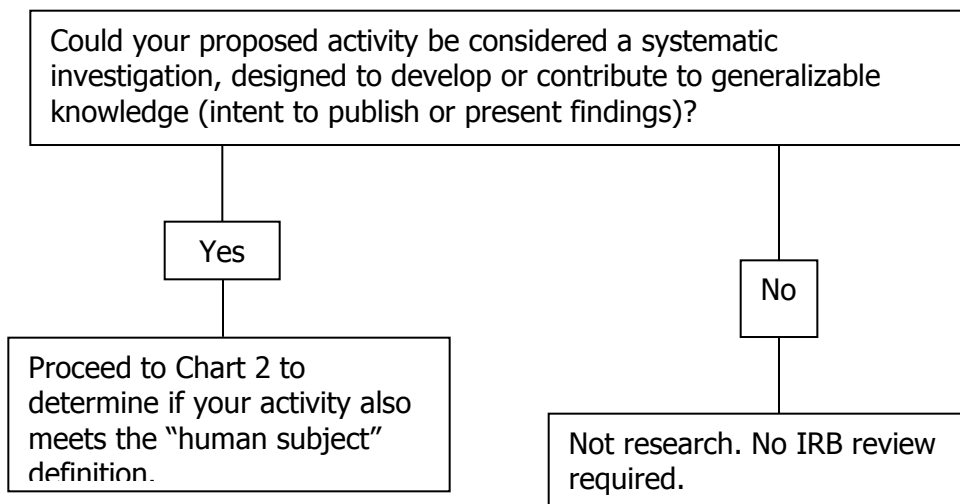 Could your proposed activity be considered a systematic
investigation, designed to develop or contribute to generalizable
knowledge (intent to publish or present findings)?
Yes
No
Proceed to Chart 2 to
determine if your activity also
meets the “human subject”
definition.
Not research. No IRB review
required.